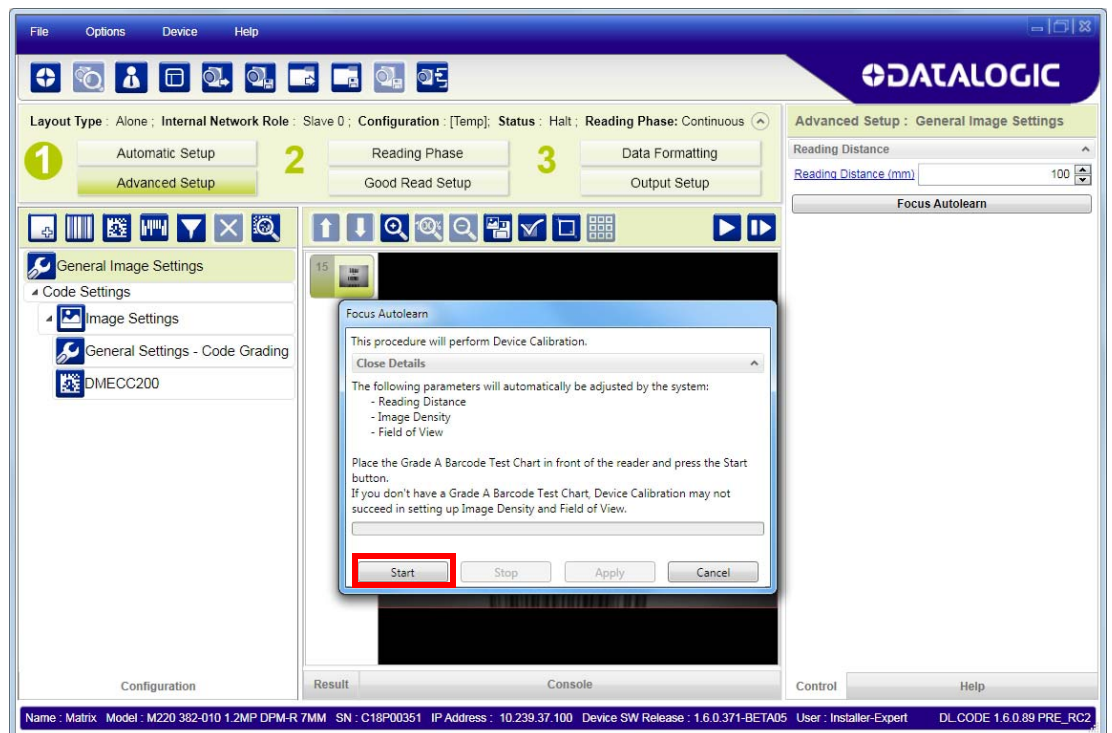 File Options Device Help
DATALOGIC
Layout Type : Alone ; Internal Network Role : Slave 0 ; Configuration : [Temp]; Status : Halt ; Reading Phase: Continuous
1 Automatic Setup 2 Reading Phase 3 Data Formatting
Advanced Setup Good Read Setup Output Setup
Advanced Setup : General Image Settings
Reading Distance
Reading Distance (mm) 100
Focus Autolearn
General Image Settings
Code Settings
Image Settings
General Settings - Code Grading
DMECC200
15
Focus Autolearn
This procedure will perform Device Calibration.
Close Details
The following parameters will automatically be adjusted by the system:
- Reading Distance
- Image Density
- Field of View
Place the Grade A Barcode Test Chart in front of the reader and press the Start
button.
If you don't have a Grade A Barcode Test Chart, Device Calibration may not
succeed in setting up Image Density and Field of View.
Start Stop Apply Cancel
Configuration Result Console Control Help
Name : Matrix Model : M220 382-010 1.2MP DPM-R 7MM SN : C18P00351 IP Address : 10.239.37.100 Device SW Release : 1.6.0.371-BETA05 User : Installer-Expert DL.CODE 1.6.0.89 PRE_RC2